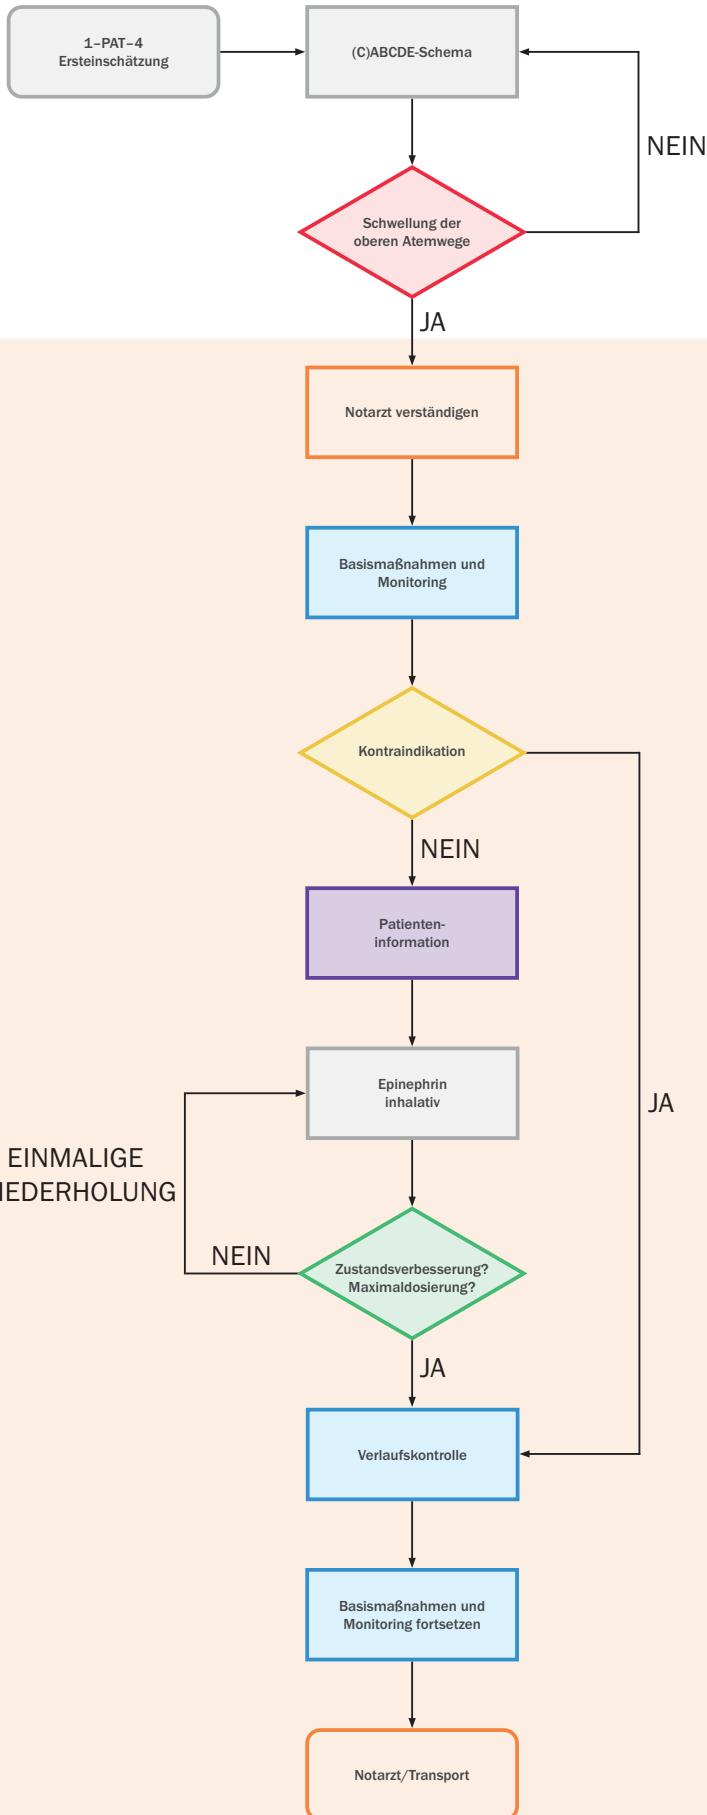 1–PAT–4
Ersteinschätzung
(C)ABCDE-Schema
NEIN
Schwellung der
oberen Atemwege
JA
Notarzt verständigen
Basismaßnahmen und
Monitoring
Kontraindikation
NEIN
Patienten-
information
Epinephrin
inhalativ
JA
EINMALIGE
IEDERHOLUNG
NEIN
Zustandsverbesserung?
Maximaldosierung?
JA
Verlaufskontrolle
Basismaßnahmen und
Monitoring fortsetzen
Notarzt/Transport